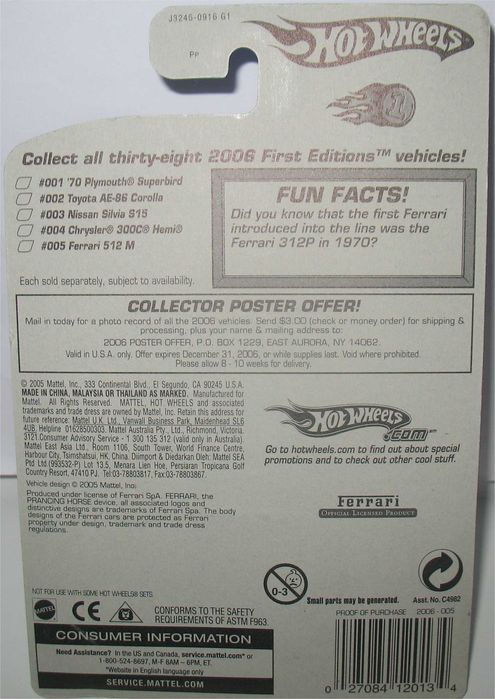 J3245-0916 G1
PP
HOT WHEELS
1
Collect all thirty-eight 2006 First Editions™ vehicles!
#001 '70 Plymouth® Superbird
#002 Toyota AE-86 Corolla
#003 Nissan Silvia S15
#004 Chrysler® 300C® Hemi®
#005 Ferrari 512 M
FUN FACTS!
Did you know that the first Ferrari
introduced into the line was the
Ferrari 312P in 1970?
Each sold separately, subject to availability.
COLLECTOR POSTER OFFER!
Mail in today for a photo record of all the 2006 vehicles. Send $3.00 (check or money order) for shipping &
processing, plus your name & mailing address to:
2006 POSTER OFFER, P.O. BOX 1229, EAST AURORA, NY 14052.
Valid in U.S.A. only. Offer expires December 31, 2006, or while supplies last. Void where prohibited.
Please allow 8 - 10 weeks for delivery.
© 2005 Mattel, Inc., 333 Continental Blvd., El Segundo, CA 90245 U.S.A.
MADE IN CHINA, MALAYSIA OR THAILAND AS MARKED. Manufactured for
Mattel. All Rights Reserved. MATTEL, HOT WHEELS and associated
trademarks and trade dress are owned by Mattel, Inc. Retain this address for
future reference: Mattel U.K. Ltd., Vanwall Business Park, Maidenhead SL6
4UB. Helpline 01628500303. Mattel Australia Pty., Ltd., Richmond, Victoria.
3121.Consumer Advisory Service - 1 300 135 312 (valid only in Australia).
Mattel East Asia Ltd., Room 1106, South Tower, World Finance Centre,
Harbour City, Tsimshatsui, HK, China. Diimport & Diedarkan Oleh: Mattel SEA
Ptd Ltd.(993532-P) Lot 13.5, Menara Lien Hoe, Persiaran Tropicana Golf
Country Resort, 47410 PJ. Tel:03-78803817, Fax:03-78803867.
Vehicle design © 2005 Mattel, Inc.
Produced under license of Ferrari SpA. FERRARI, the
PRANCING HORSE device, all associated logos and
distinctive designs are trademarks of Ferrari Spa. The body
designs of the Ferrari cars are protected as Ferrari
property under design, trademark and trade dress
regulations.
HOT WHEELS
.COM
Go to hotwheels.com to find out about special
promotions and to check out other cool stuff.
Ferrari
OFFICIAL LICENSED PRODUCT
NOT FOR USE WITH SOME HOT WHEELS® SETS.
MATTEL
CE
CONFORMS TO THE SAFETY
REQUIREMENTS OF ASTM F963.
0-3
Small parts may be generated.
Asst. No. C4982
CONSUMER INFORMATION
Need Assistance? In the US and Canada, service.mattel.com* or
1-800-524-8697, M-F 8AM – 6PM, ET.
*Website in English language only
SERVICE.MATTEL.COM
PROOF OF PURCHASE 2006 - 005
0 27084 12013 4